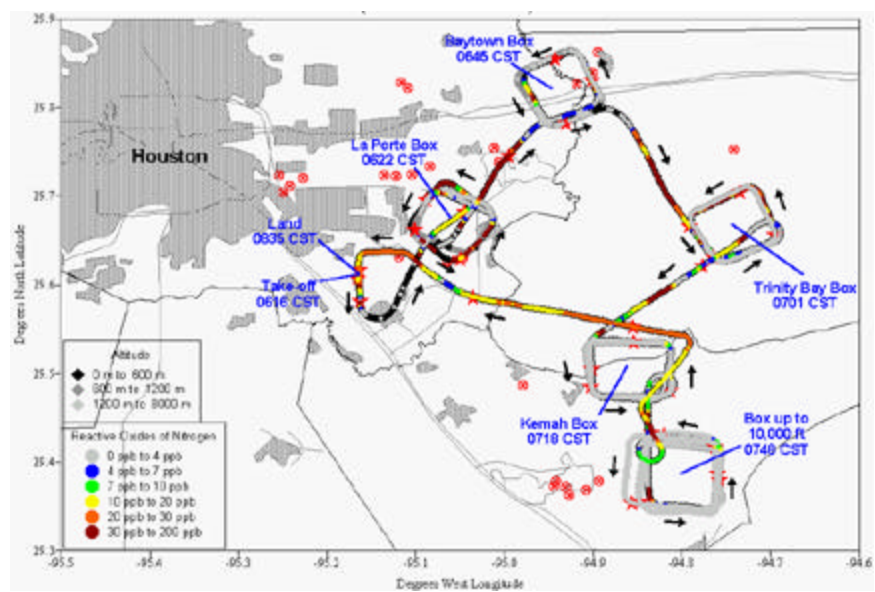 29.9
Baytown Box
0645 CST
29.8
La Porte Box
0622 CST
Houston
29.7
Land
0835 CST
Take-off
0616 CST
29.6
Trinity Bay Box
0701 CST
Degrees North Latitude
Altitude
0 m to 600 m
600 m to 1200 m
1200 m to 8000 m
29.5
Kemah Box
0718 CST
Box up to
10,000 ft
0740 CST
Reactive Oxides of Nitrogen
0 ppb to 4 ppb
4 ppb to 7 ppb
7 ppb to 10 ppb
10 ppb to 20 ppb
20 ppb to 30 ppb
30 ppb to 200 ppb
29.4
29.3
-95.5
-95.4
-95.3
-95.2
-95.1
-94.9
-94.9
-94.8
-94.7
-94.6
Degrees West Longitude